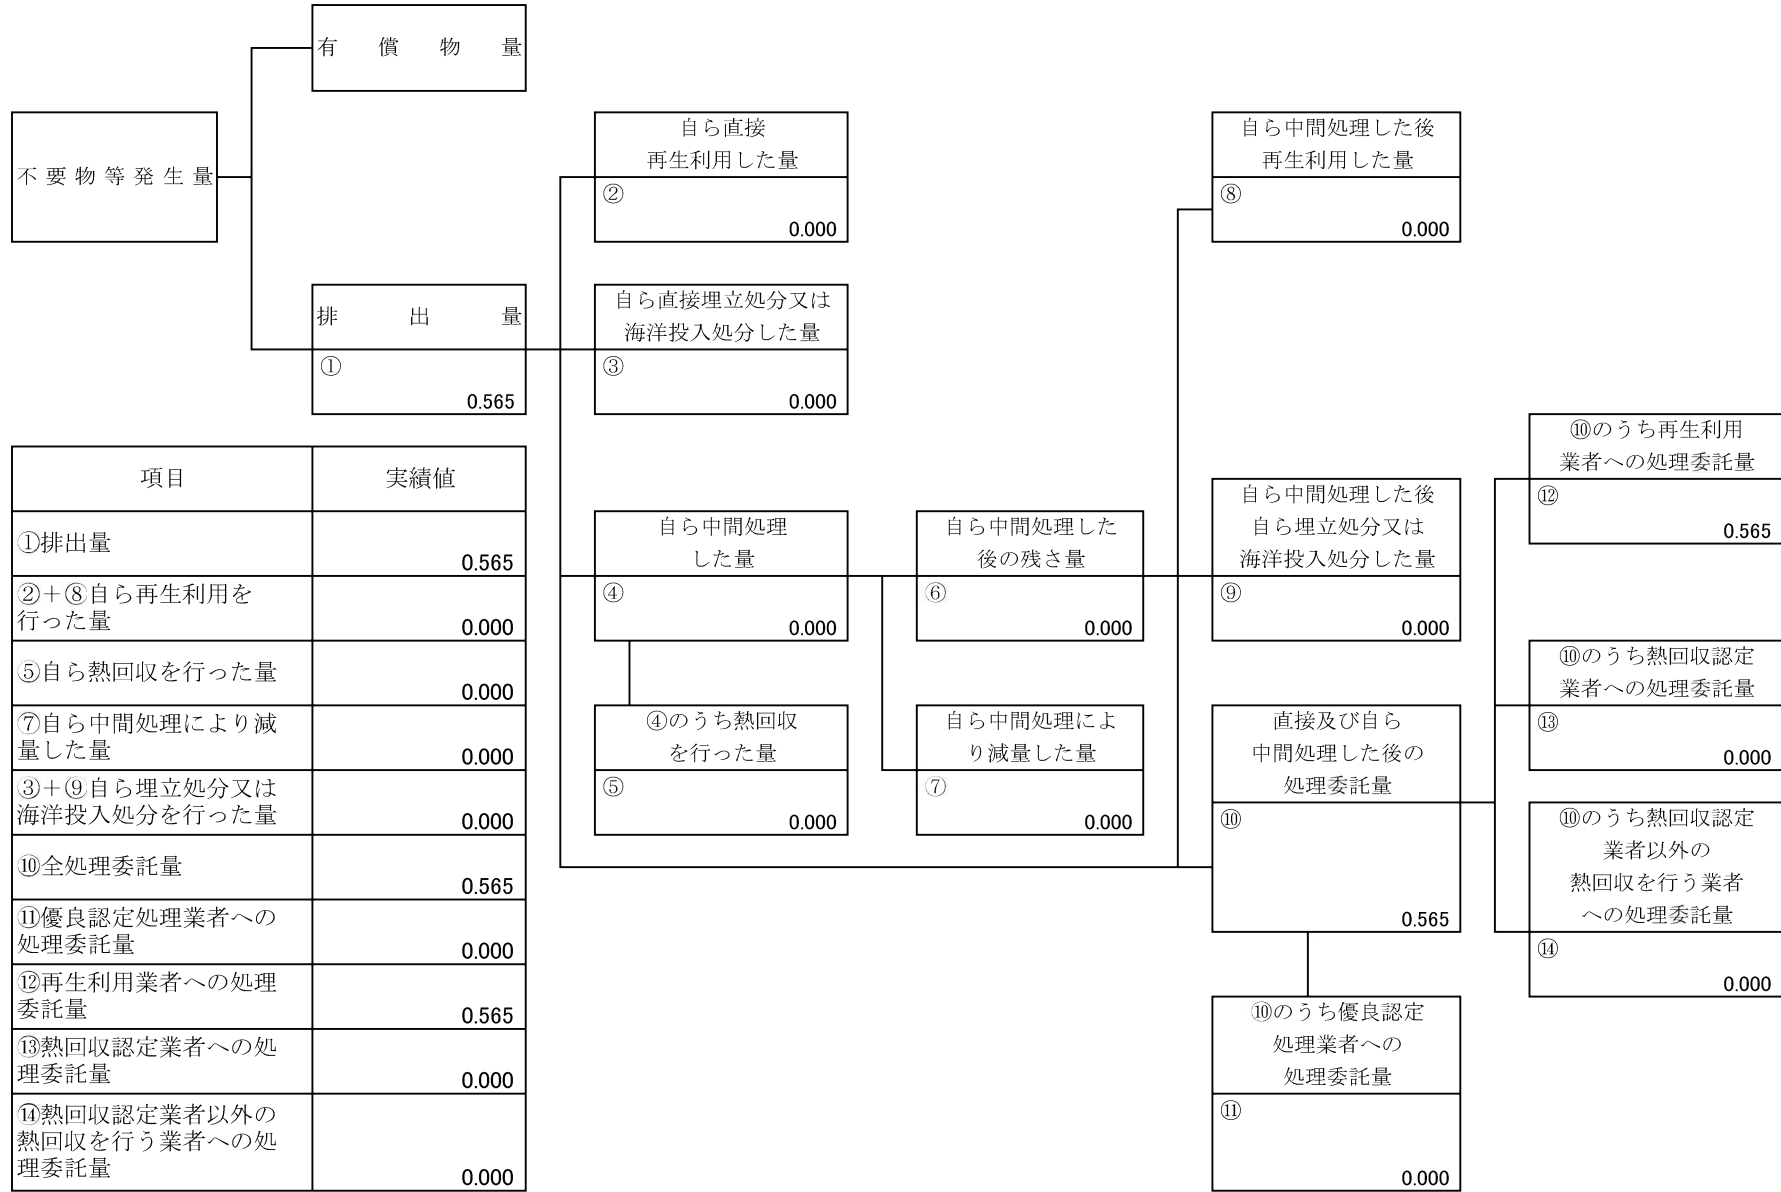 有償物量
不要物等発生量
排出量
①
0.565
自ら直接
再生利用した量
②
0.000
自ら直接埋立処分又は
海洋投入処分した量
③
0.000
自ら中間処理
した量
④
0.000
④のうち熱回収
を行った量
⑤
0.000
自ら中間処理した
後の残さ量
⑥
0.000
自ら中間処理によ
り減量した量
⑦
0.000
自ら中間処理した後
再生利用した量
⑧
0.000
自ら中間処理した後
自ら埋立処分又は
海洋投入処分した量
⑨
0.000
直接及び自ら
中間処理した後の
処理委託量
⑩
0.565
⑩のうち優良認定
処理業者への
処理委託量
⑪
0.000
⑩のうち再生利用
業者への処理委託量
⑫
0.565
⑩のうち熱回収認定
業者への処理委託量
⑬
0.000
⑩のうち熱回収認定
業者以外の
熱回収を行う業者
への処理委託量
⑭
0.000
項目 実績値
①排出量
0.565
②＋⑧自ら再生利用を
行った量
0.000
⑤自ら熱回収を行った量
0.000
⑦自ら中間処理により減
量した量
0.000
③＋⑨自ら埋立処分又は
海洋投入処分を行った量
0.000
⑩全処理委託量
0.565
⑪優良認定処理業者への
処理委託量
0.000
⑫再生利用業者への処理
委託量
0.565
⑬熱回収認定業者への処
理委託量
0.000
⑭熱回収認定業者以外の
熱回収を行う業者への処
理委託量
0.000